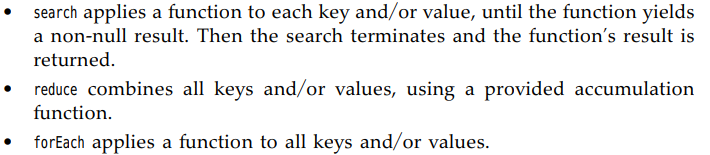 • search applies a function to each key and/or value, until the function yields
a non-null result. Then the search terminates and the function's result is
returned.
• reduce combines all keys and/or values, using a provided accumulation
function.
• forEach applies a function to all keys and/or values.